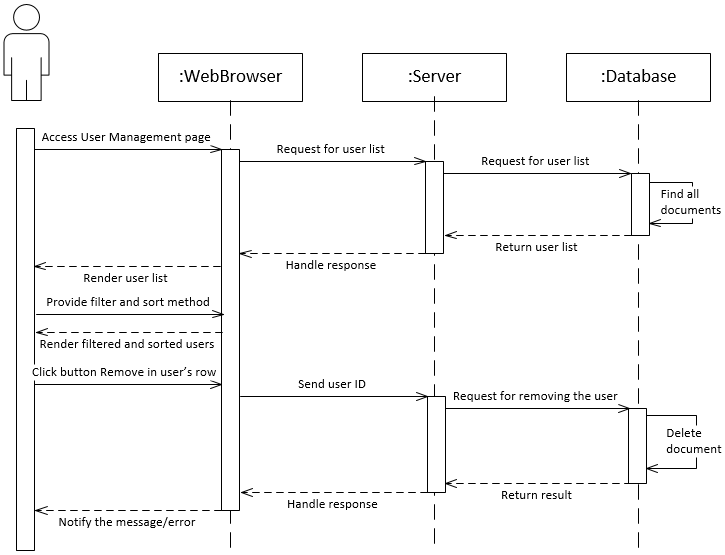 :WebBrowser
:Server
:Database
Access User Management page
Request for user list
Request for user list
Find all
documents
Return user list
Handle response
Render user list
Provide filter and sort method
Render filtered and sorted users
Click button Remove in user’s row
Send user ID
Request for removing the user
Delete
document
Return result
Handle response
Notify the message/error